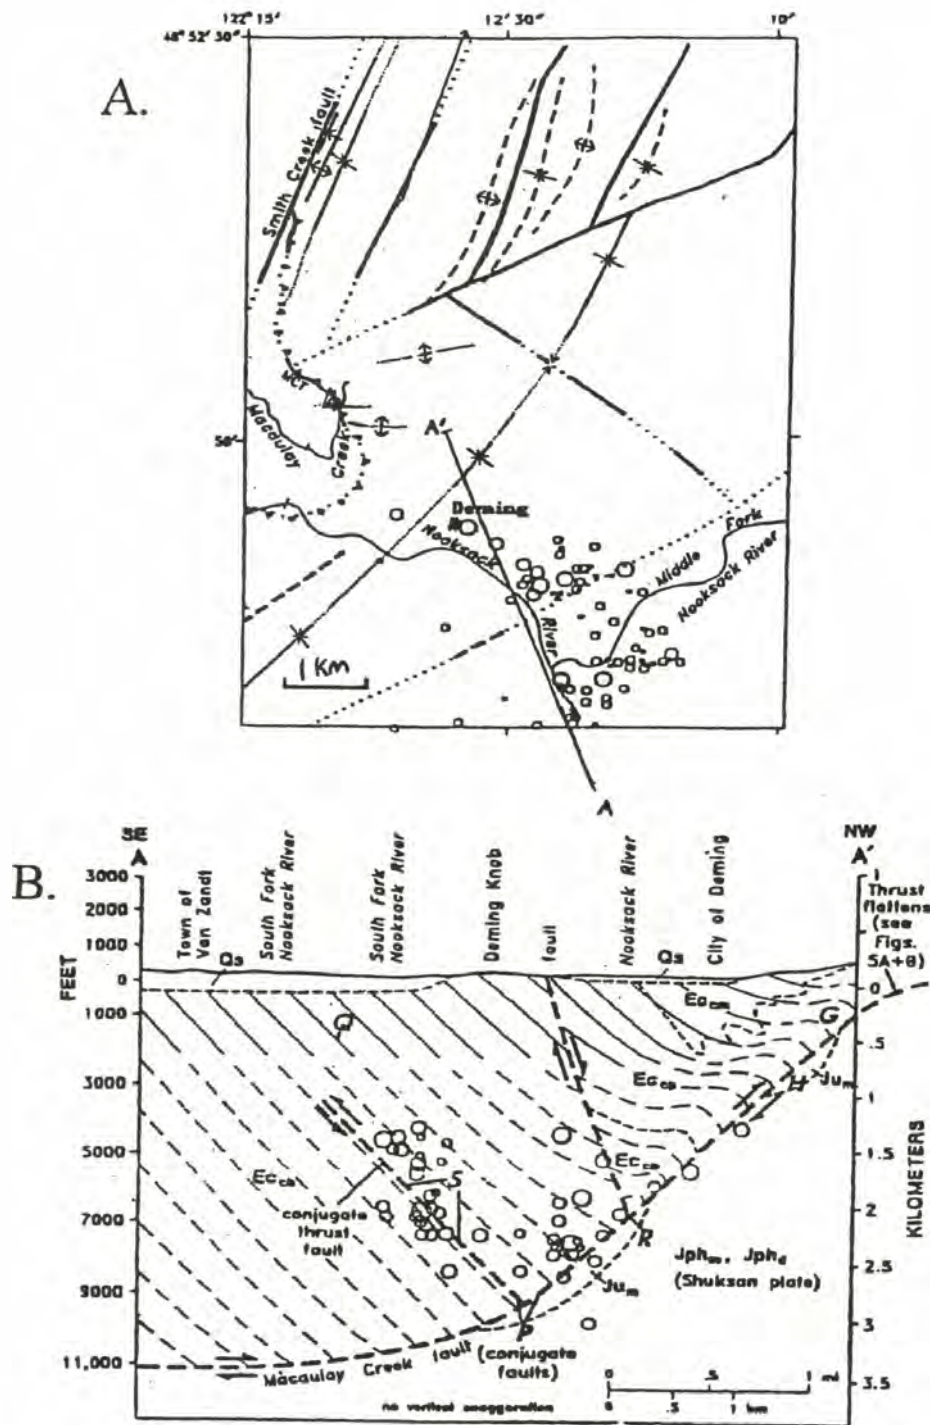 122° 15'
12° 30"
10"
48° 52' 30"
A.
Smith Creek fault
MCF
Macaulay
Creek
50'
A'
Deming
Nooksack
River
Middle Fork
Nooksack River
1 KM
A
B.
SE
A
NW
A'
Town of
Van Zandt
South Fork
Nooksack River
South Fork
Nooksack River
Deming Knob
fault
Nooksack River
City of Deming
Thrust
flattens
(see
Figs.
5A+B)
FEET
3000
2000
1000
0
1000
3000
5000
7000
9000
11,000
Qs
Qs
Ec cm
G
G
H
Ju m
Ec cb
Ec cb
Ec cb
S
conjugate
thrust
fault
R
Ju m
Jph m, Jph d
(Shuksan plate)
P
(conjugate
faults)
Macaulay Creek fault
no vertical exaggeration
0 .5 1 mi
0 .5 1 km
1
0
.5
1
1.5
2
2.5
3
3.5
KILOMETERS